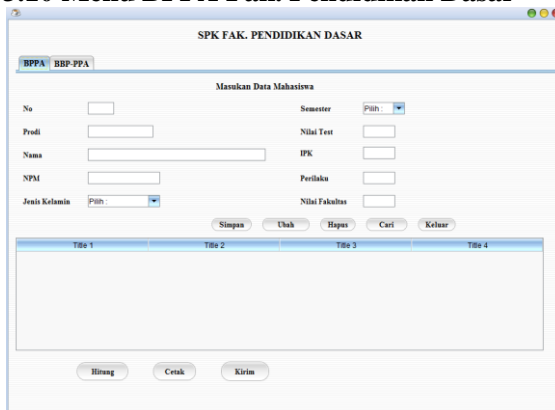 SPK FAK. PENDIDIKAN DASAR
BPPA BBP-PPA
Masukan Data Mahasiswa
No Semester Pilih :
Prodi Nilai Test
Nama IPK
NPM Perilaku
Jenis Kelamin Pilih : Nilai Fakultas
Simpan Ubah Hapus Cari Keluar
Title 1 Title 2 Title 3 Title 4
Hitung Cetak Kirim